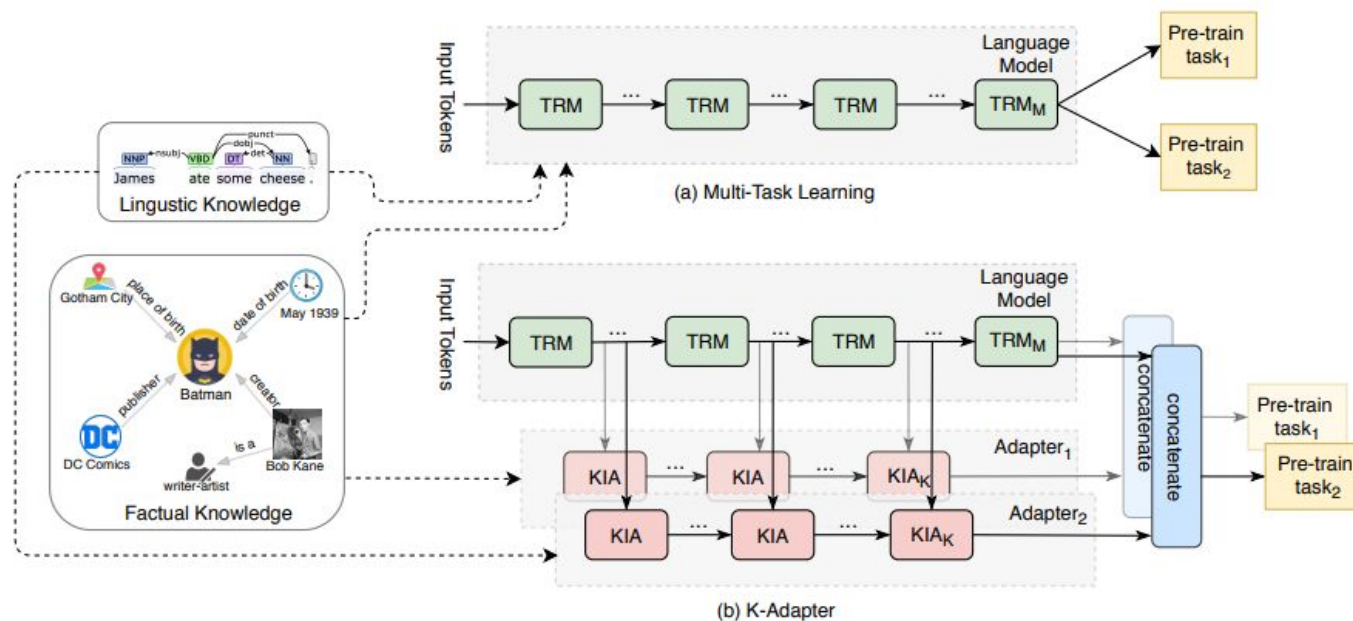 Input Tokens
TRM
...
TRM
...
TRM
...
TRM_M
Language
Model
Pre-train
task_1
Pre-train
task_2
(a) Multi-Task Learning
punct
dobj
NNP
nsubj
VBD
DT
det
NN
James ate some cheese .
Lingustic Knowledge
Gotham City
place of birth
date of birth
May 1939
Batman
publisher
creator
DC
DC Comics
is a
Bob Kane
writer-artist
Factual Knowledge
Input Tokens
TRM
...
TRM
...
TRM
...
TRM_M
Language
Model
concatenate
concatenate
Pre-train
task_1
Pre-train
task_2
Adapter_1
KIA
...
KIA
...
KIA_K
Adapter_2
KIA
...
KIA
...
KIA_K
(b) K-Adapter